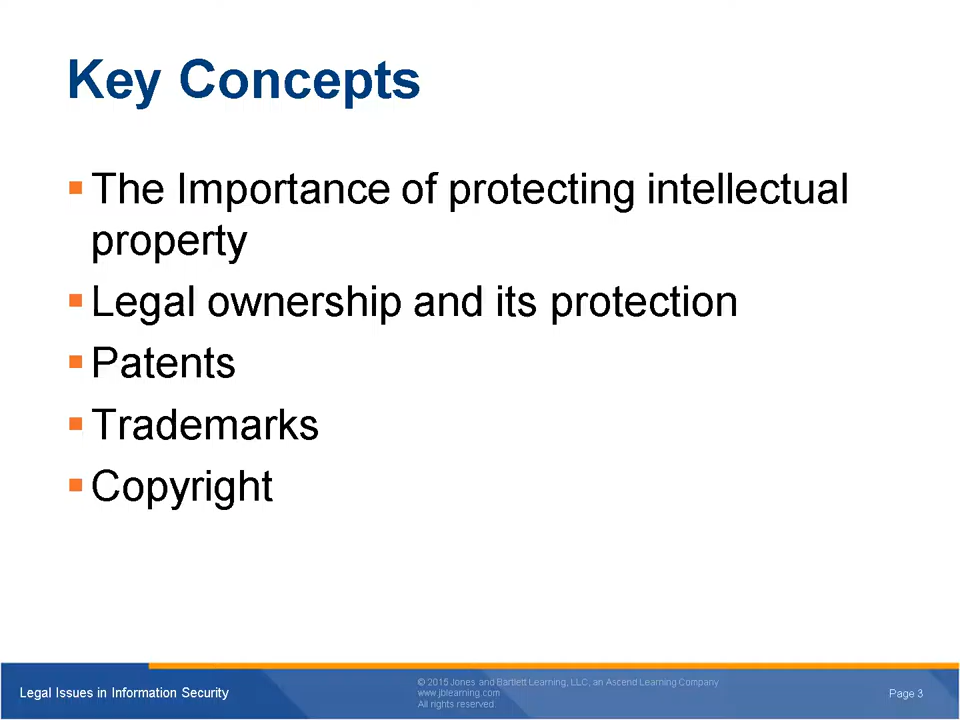 Key Concepts
The Importance of protecting intellectual
property
Legal ownership and its protection
Patents
Trademarks
Copyright
Legal Issues in Information Security
© 2015 Jones and Bartlett Learning, LLC, an Ascend Learning Company
www.jblearning.com
All rights reserved.
Page 3